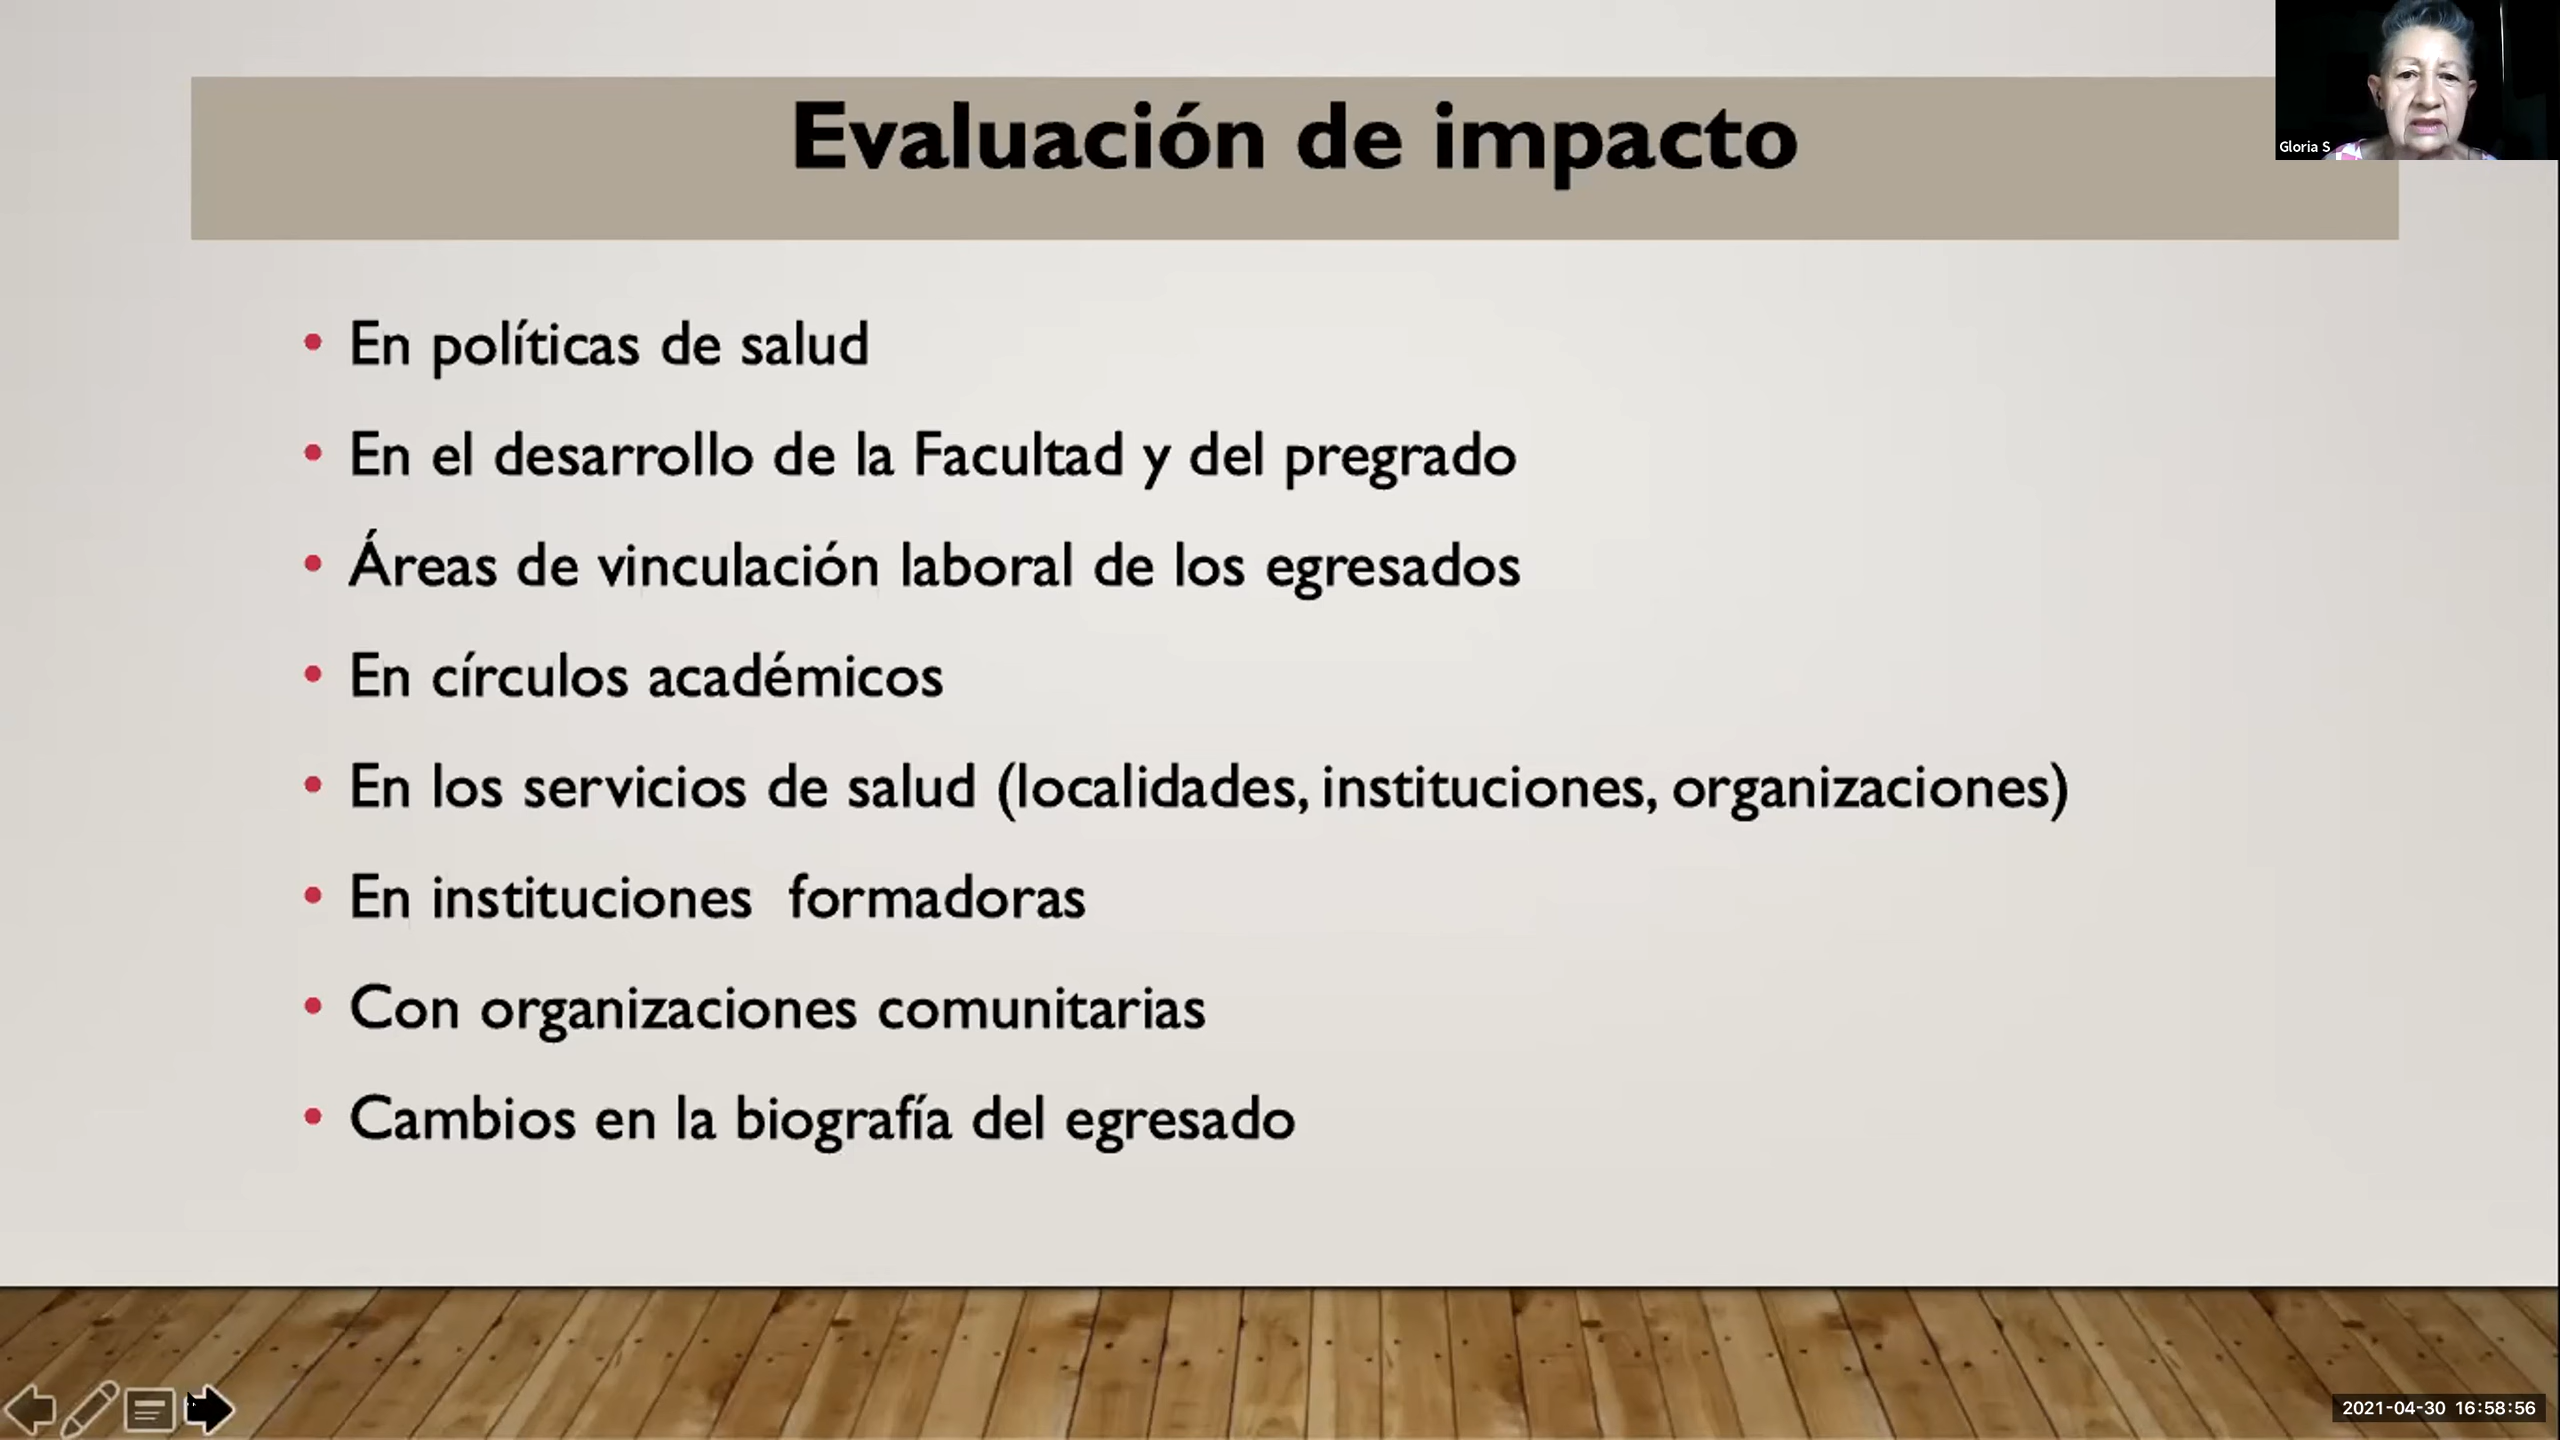 Evaluación de impacto
Gloria S
• En políticas de salud
• En el desarrollo de la Facultad y del pregrado
• Áreas de vinculación laboral de los egresados
• En círculos académicos
• En los servicios de salud (localidades, instituciones, organizaciones)
• En instituciones  formadoras
• Con organizaciones comunitarias
• Cambios en la biografía del egresado
2021-04-30 16:58:56